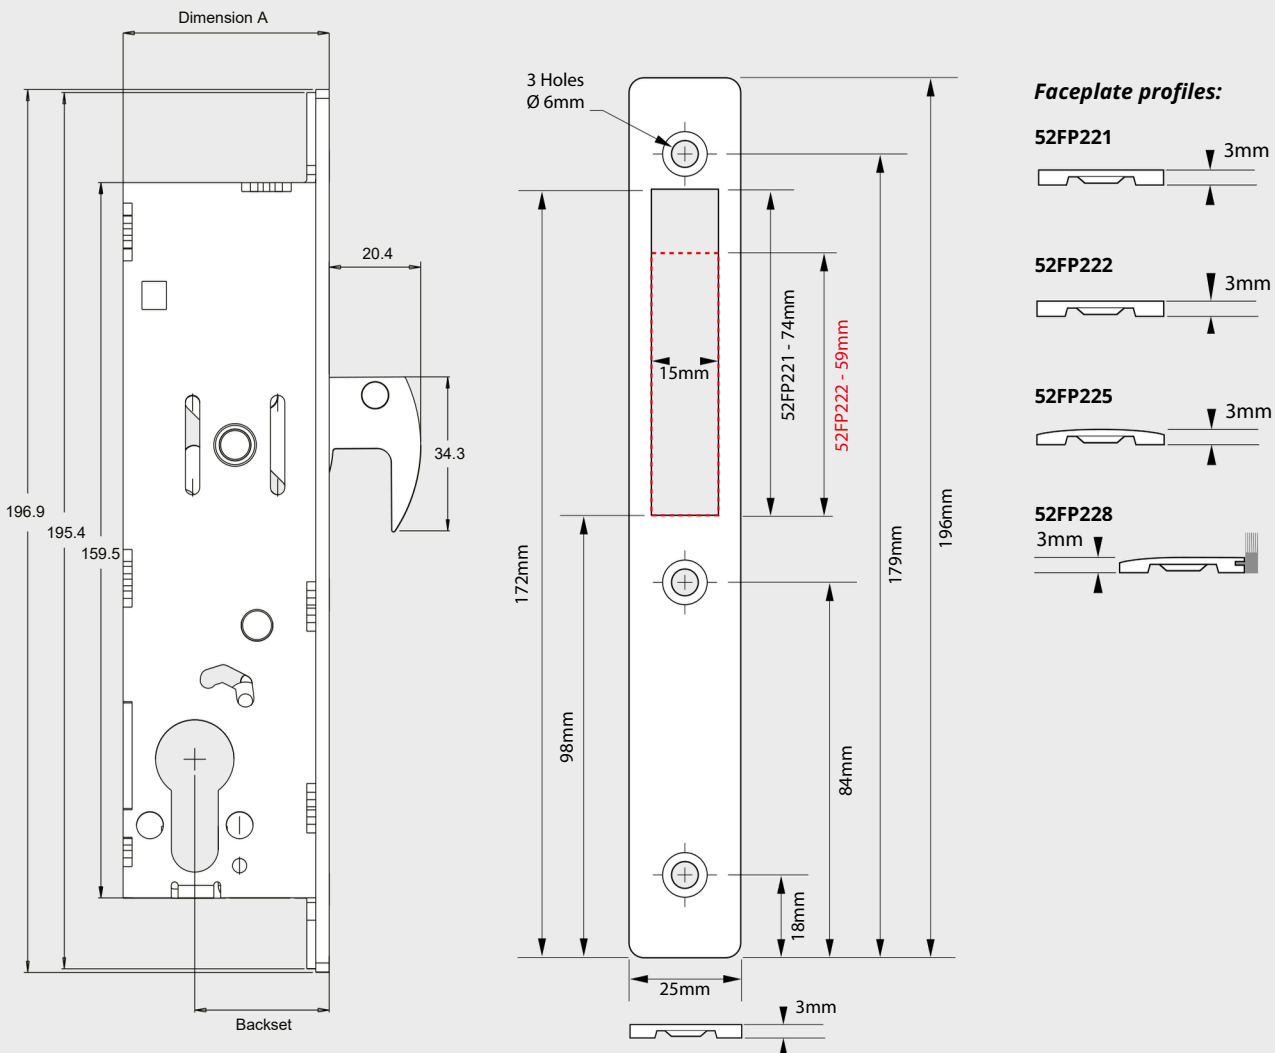 Dimension A
196.9
195.4
159.5
20.4
34.3
Backset
3 Holes
Ø 6mm
15mm
52FP221 - 74mm
52FP222 - 59mm
172mm
98mm
84mm
18mm
179mm
196mm
25mm
3mm
Faceplate profiles:
52FP221
3mm
52FP222
3mm
52FP225
3mm
52FP228
3mm